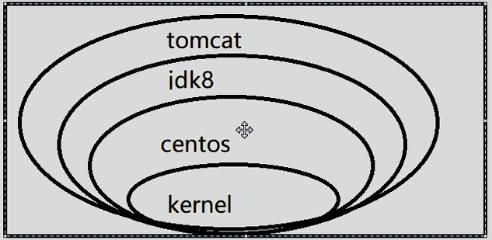 tomcat
idk8
centos
kernel